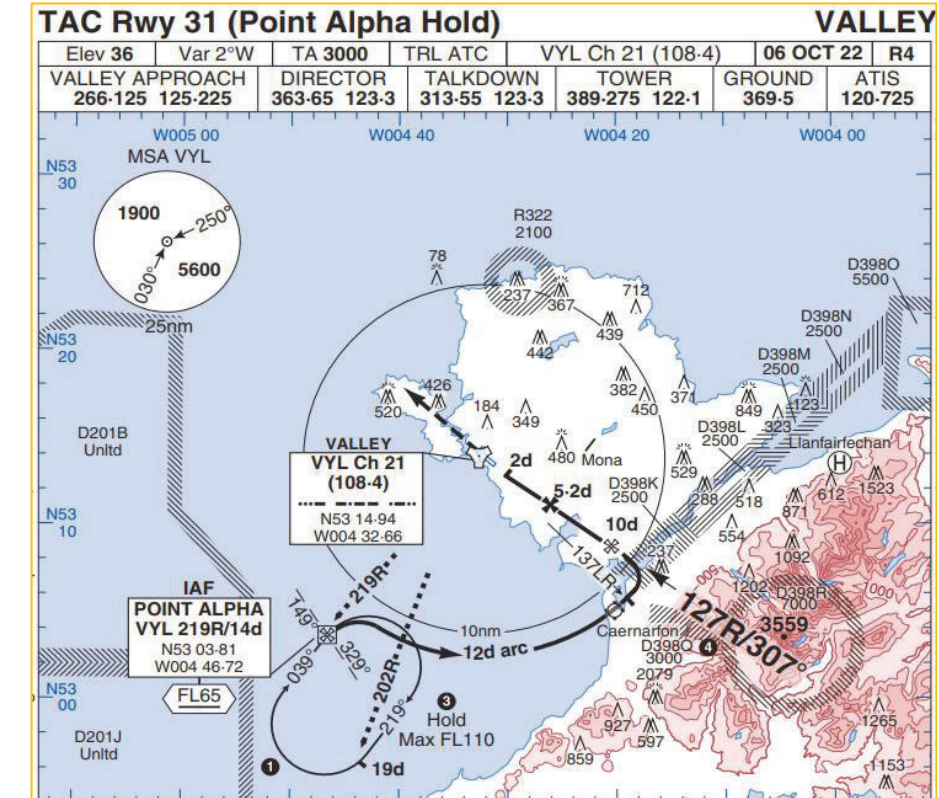 TAC Rwy 31 (Point Alpha Hold) VALLEY
Elev 36 Var 2°W TA 3000 TRL ATC VYL Ch 21 (108·4) 06 OCT 22 R4
VALLEY APPROACH DIRECTOR TALKDOWN TOWER GROUND ATIS
266·125 125·225 363·65 123·3 313·55 123·3 389·275 122·1 369·5 120·725
W005 00 W004 40 W004 20 W004 00
N53
30
MSA VYL
1900
250°
5600
030°
25nm
R322
2100
78
237
367
712
439
442
D398O
5500
D398N
2500
D398M
2500
N53
20
426
520
184
349
382
450
371
849
323
123
D201B
Unltd
VALLEY
VYL Ch 21
(108·4)
N53 14·94
W004 32·66
2d
480
Mona
D398L
2500
529
Llanfairfechan
H
5·2d
D398K
2500
288
518
612
1523
871
N53
10
10d
554
1092
137LR
237
005
1202
D398R
7000
IAF
POINT ALPHA
VYL 219R/14d
N53 03·81
W004 46·72
FL65
219R
149°
329°
039°
10nm
12d arc
Caernarfon
127R/307°
3559
4
D398Q
3000
2079
N53
00
202R
219°
3
Hold
Max FL110
927
597
859
1265
1153
D201J
Unltd
1
19d